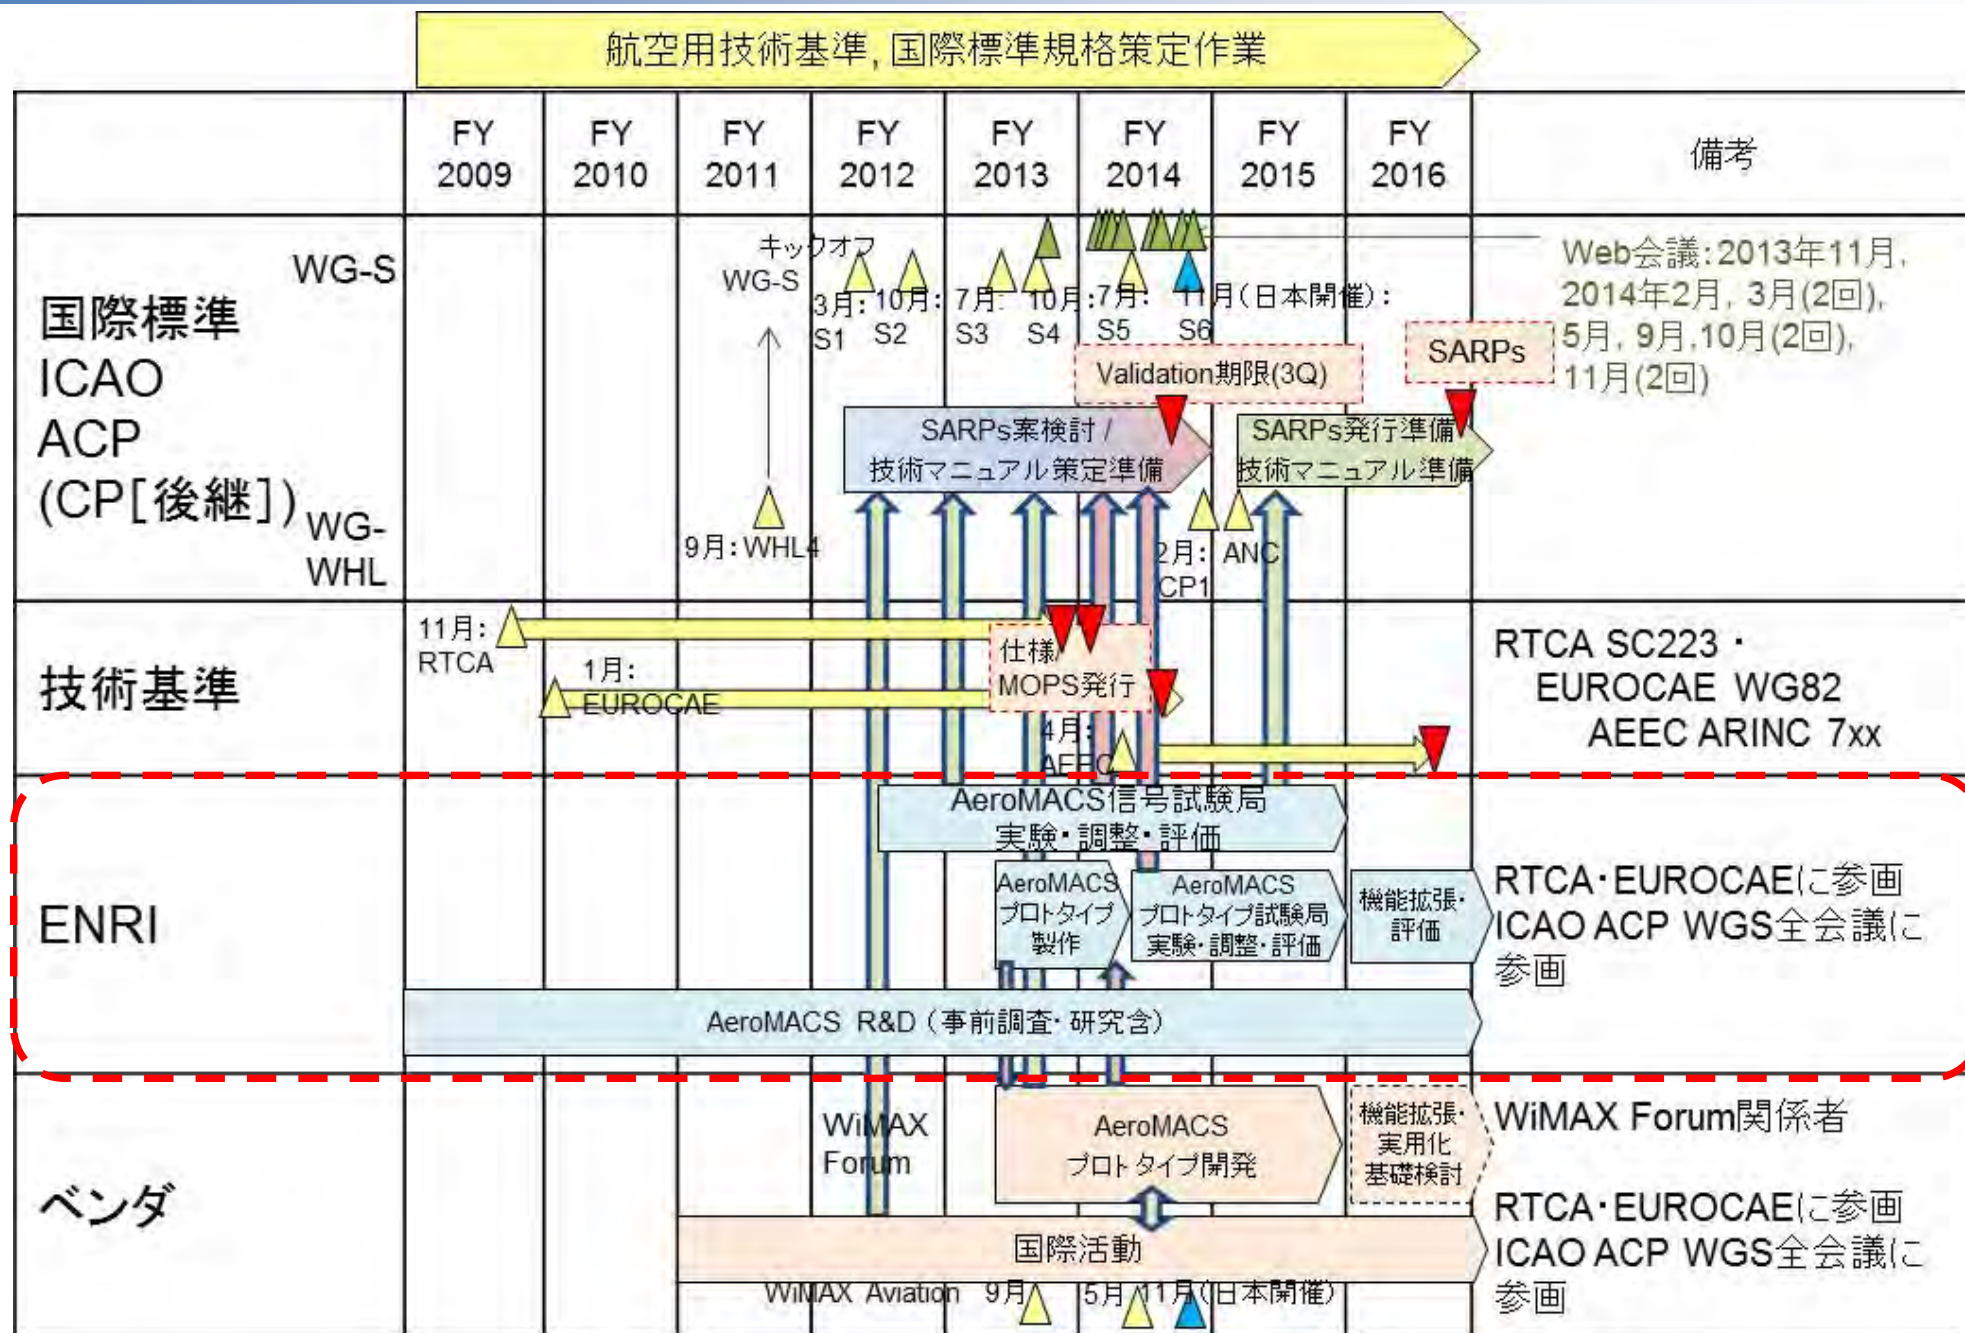 航空用技術基準, 国際標準規格策定作業
FY
2009
FY
2010
FY
2011
FY
2012
FY
2013
FY
2014
FY
2015
FY
2016
備考
国際標準
ICAO
ACP
(CP[後継])
WG-S
WG-
WHL
キックオフ
WG-S
3月:
S1
10月:
S2
7月:
S3
10月:
S4
7月:
S5
11月(日本開催):
S6
Validation期限(3Q)
SARPs
SARPs案検討 /
技術マニュアル策定準備
SARPs発行準備
技術マニュアル準備
9月: WHL4
2月:
CP1
ANC
Web会議:2013年11月,
2014年2月, 3月(2回),
5月, 9月,10月(2回),
11月(2回)
技術基準
11月:
RTCA
1月:
EUROCAE
仕様/
MOPS発行
4月:
AEEC
RTCA SC223・
EUROCAE WG82
AEEC ARINC 7xx
ENRI
AeroMACS信号試験局
実験・調整・評価
AeroMACS
プロトタイプ
製作
AeroMACS
プロトタイプ試験局
実験・調整・評価
機能拡張・
評価
AeroMACS R&D (事前調査・研究含)
RTCA・EUROCAEに参画
ICAO ACP WGS全会議に
参画
ベンダ
WiMAX
Forum
AeroMACS
プロトタイプ開発
機能拡張・
実用化
基礎検討
国際活動
WiMAX Aviation
9月
5月
11月(日本開催)
WiMAX Forum関係者
RTCA・EUROCAEに参画
ICAO ACP WGS全会議に
参画